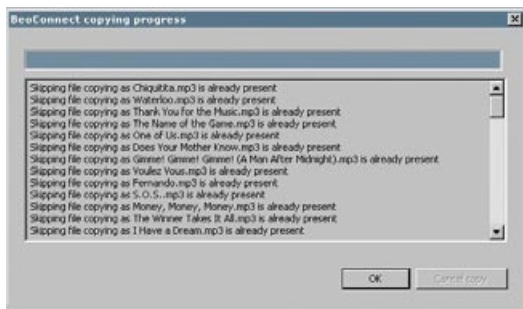 BeoConnect copying progress
Skipping file copying as Chiquitita.mp3 is already present
Skipping file copying as Waterloo.mp3 is already present
Skipping file copying as Thank You for the Music.mp3 is already present
Skipping file copying as The Name of the Game.mp3 is already present
Skipping file copying as One of Us.mp3 is already present
Skipping file copying as Does Your Mother Know.mp3 is already present
Skipping file copying as Gimme! Gimme! Gimme! (A Man After Midnight).mp3 is already present
Skipping file copying as Voulez Vous.mp3 is already present
Skipping file copying as Fernando.mp3 is already present
Skipping file copying as S.O.S..mp3 is already present
Skipping file copying as Money, Money, Money.mp3 is already present
Skipping file copying as The Winner Takes It All.mp3 is already present
Skipping file copying as I Have a Dream.mp3 is already present
OK
Cancel copy